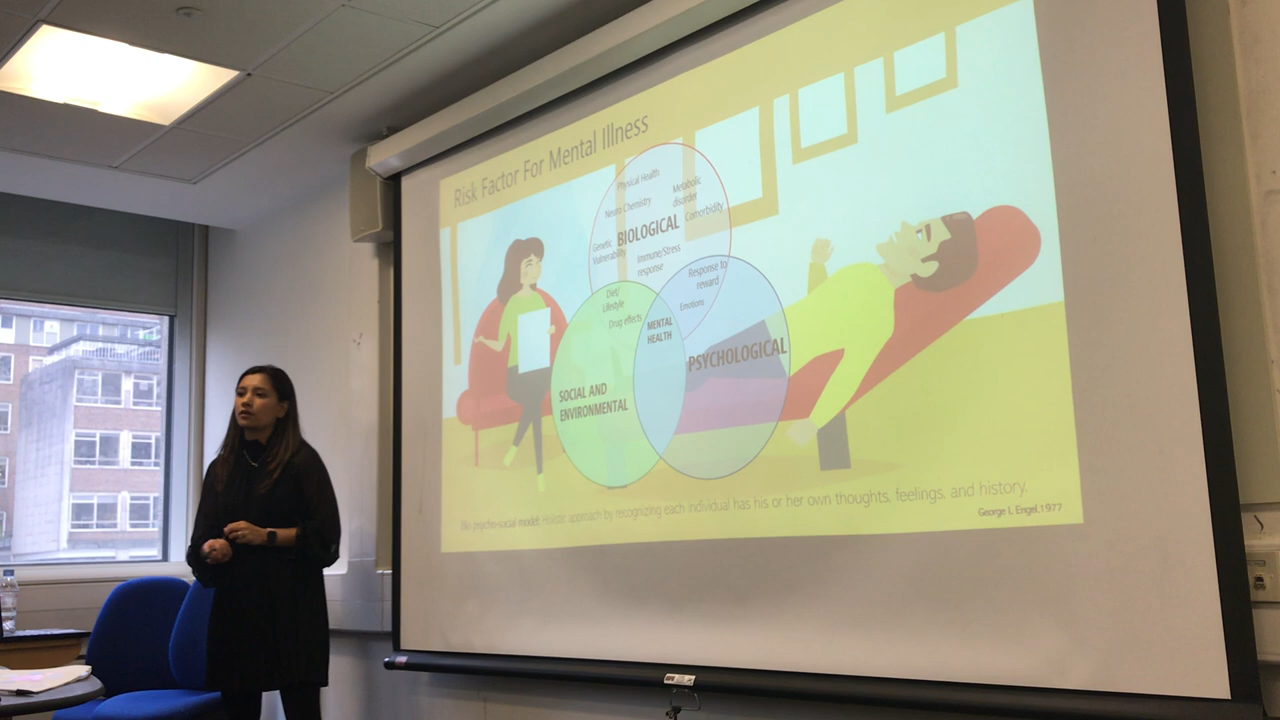 Risk Factor For Mental Illness
Physical Health
Metabolic
disorder
Neuro Chemistry
Comorbidity
BIOLOGICAL
Genetic
Vulnerability
Immune/Stress
response
Response to
reward
Diet/
Lifestyle
Emotions
Drug effects
MENTAL
HEALTH
PSYCHOLOGICAL
SOCIAL AND
ENVIRONMENTAL
Bio psycho-social model: Holistic approach by recognizing each individual has his or her own thoughts, feelings, and history.
George L Engel,1977